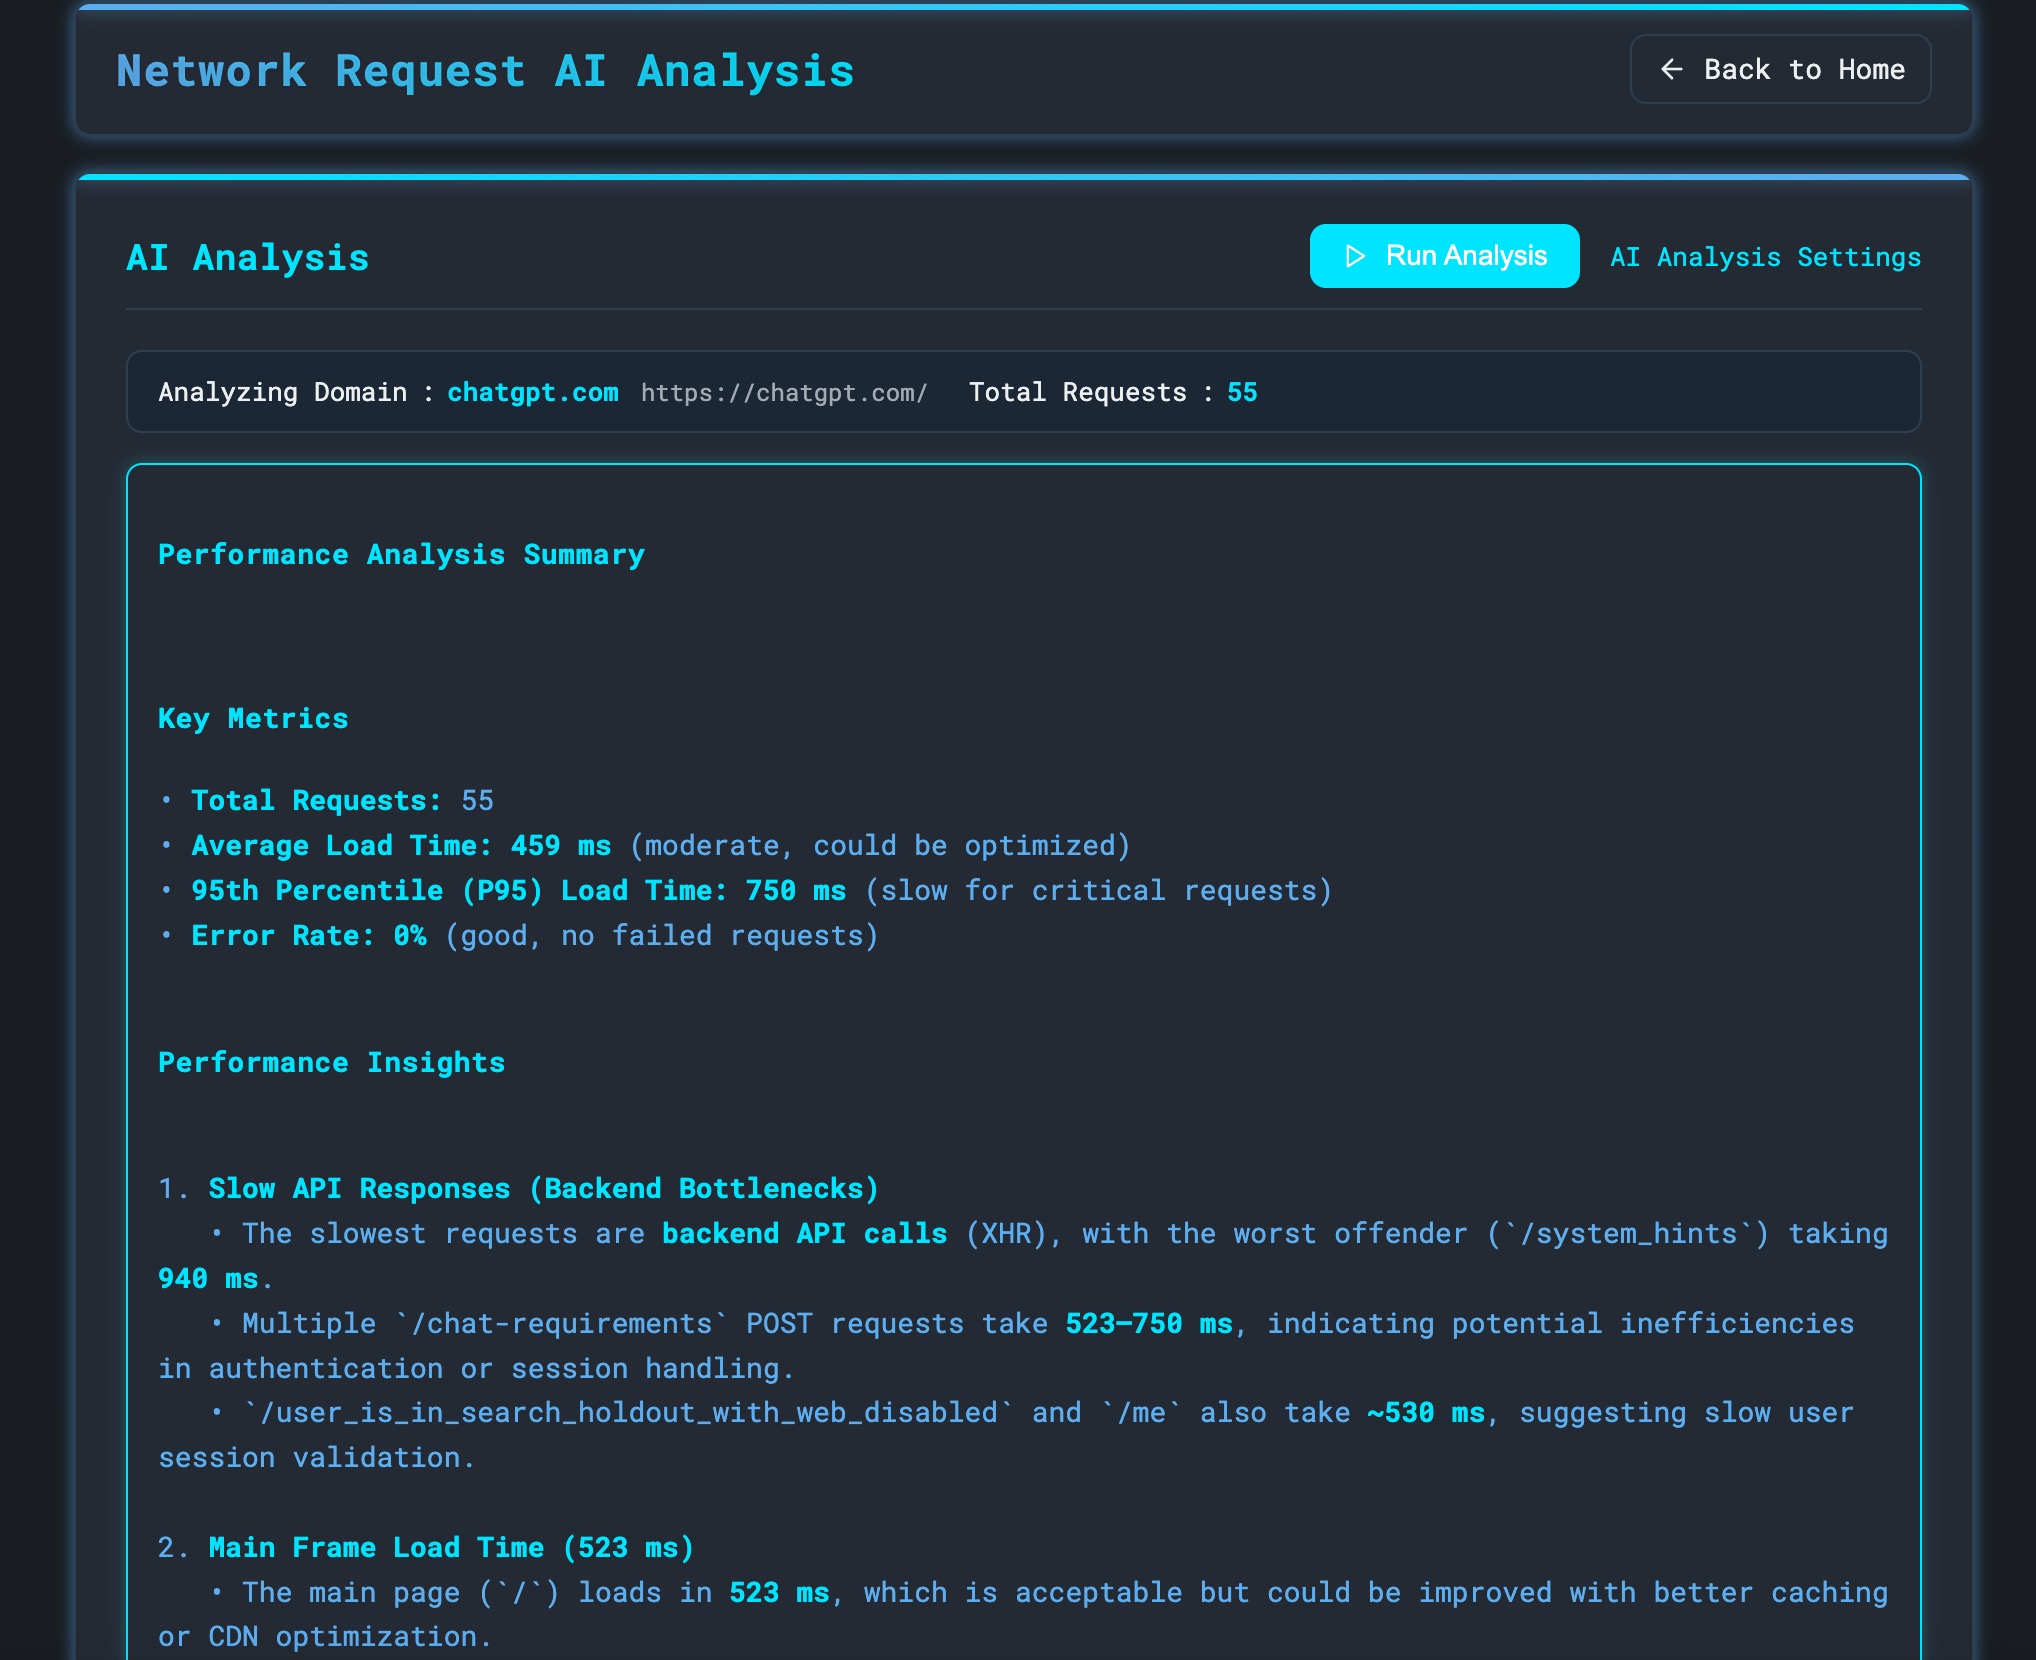 Network Request AI Analysis
← Back to Home
AI Analysis
Run Analysis
AI Analysis Settings
Analyzing Domain : chatgpt.com https://chatgpt.com/ Total Requests : 55
Performance Analysis Summary
Key Metrics
• Total Requests: 55
• Average Load Time: 459 ms (moderate, could be optimized)
• 95th Percentile (P95) Load Time: 750 ms (slow for critical requests)
• Error Rate: 0% (good, no failed requests)
Performance Insights
1. Slow API Responses (Backend Bottlenecks)
• The slowest requests are backend API calls (XHR), with the worst offender (`/system_hints`) taking
940 ms.
• Multiple `/chat-requirements` POST requests take 523–750 ms, indicating potential inefficiencies
in authentication or session handling.
• `/user_is_in_search_holdout_with_web_disabled` and `/me` also take ~530 ms, suggesting slow user
session validation.
2. Main Frame Load Time (523 ms)
• The main page (`/`) loads in 523 ms, which is acceptable but could be improved with better caching
or CDN optimization.